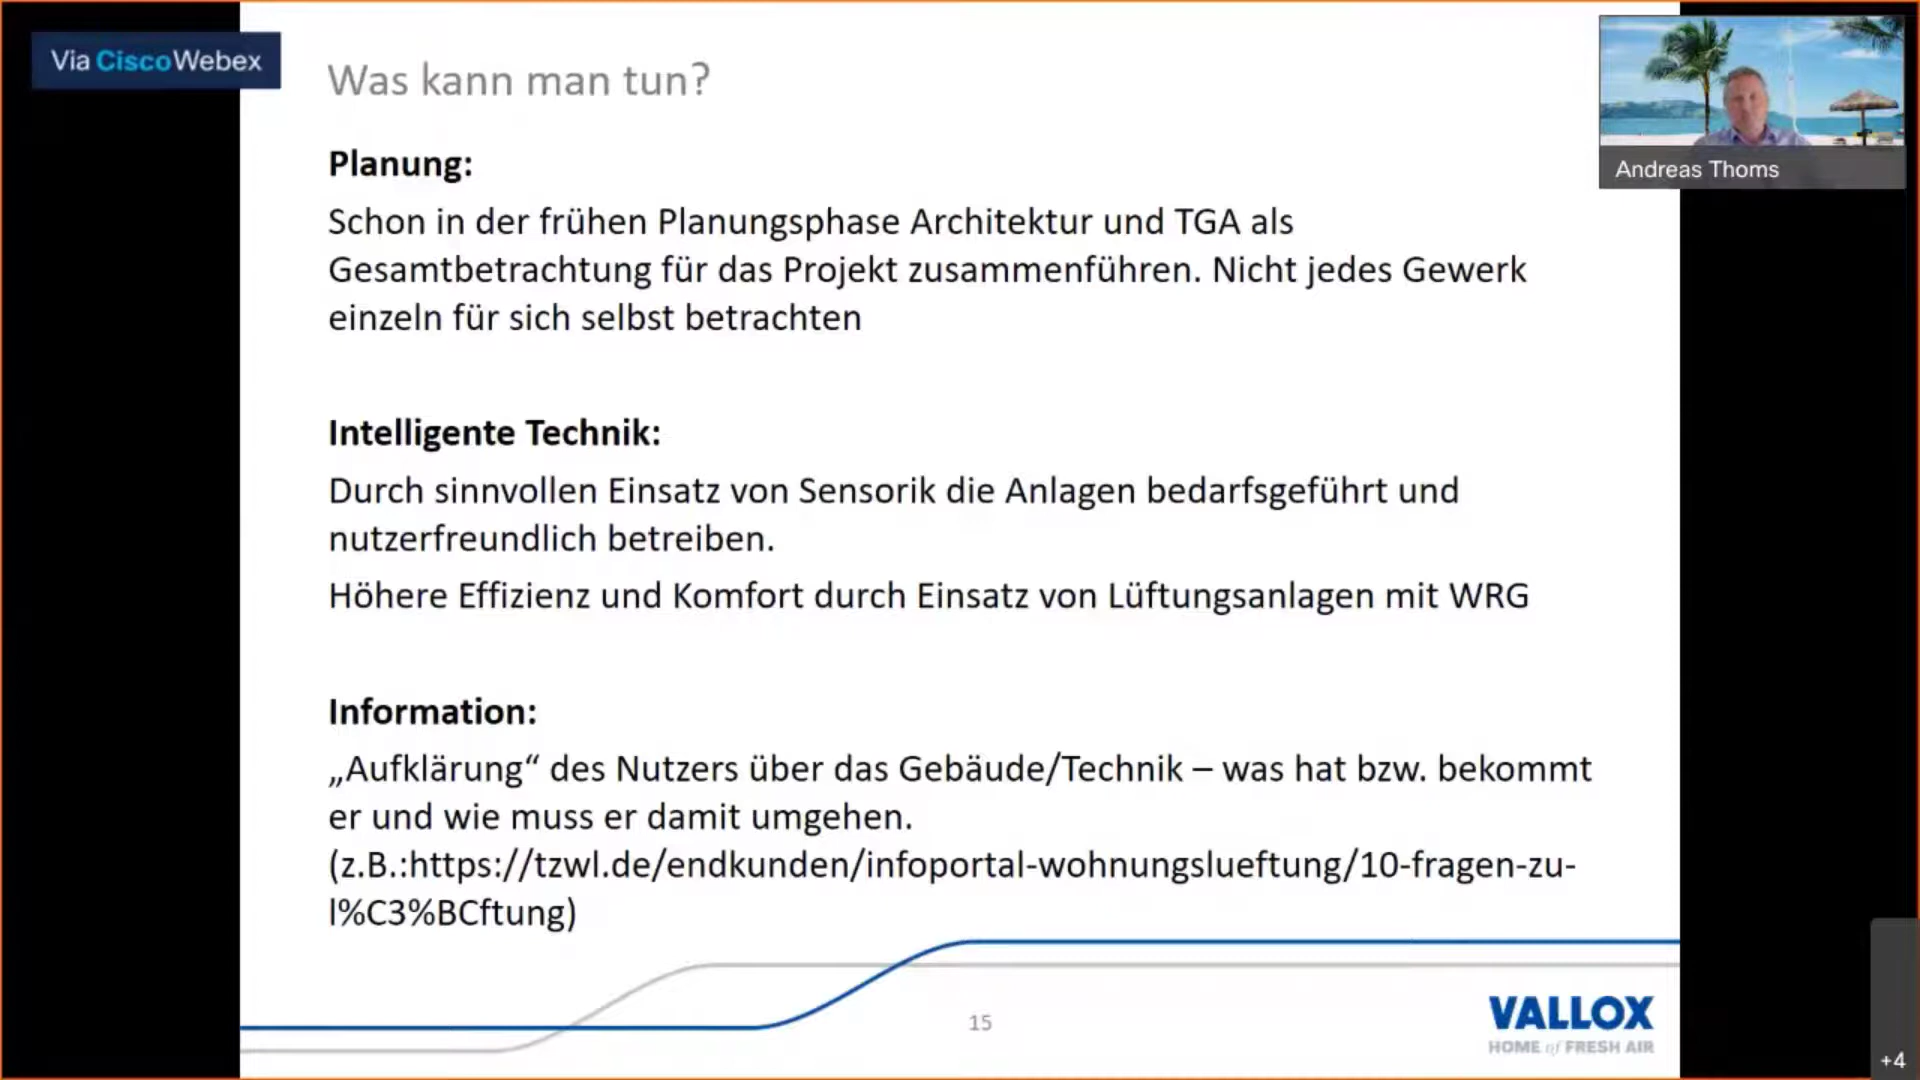 Via CiscoWebex
Was kann man tun?
Andreas Thoms
Planung:
Schon in der frühen Planungsphase Architektur und TGA als
Gesamtbetrachtung für das Projekt zusammenführen. Nicht jedes Gewerk
einzeln für sich selbst betrachten
Intelligente Technik:
Durch sinnvollen Einsatz von Sensorik die Anlagen bedarfsgeführt und
nutzerfreundlich betreiben.
Höhere Effizienz und Komfort durch Einsatz von Lüftungsanlagen mit WRG
Information:
„Aufklärung“ des Nutzers über das Gebäude/Technik – was hat bzw. bekommt
er und wie muss er damit umgehen.
(z.B.:https://tzwl.de/endkunden/infoportal-wohnungslueftung/10-fragen-zu-
l%C3%BCftung)
15
VALLOX
HOME of FRESH AIR
+4